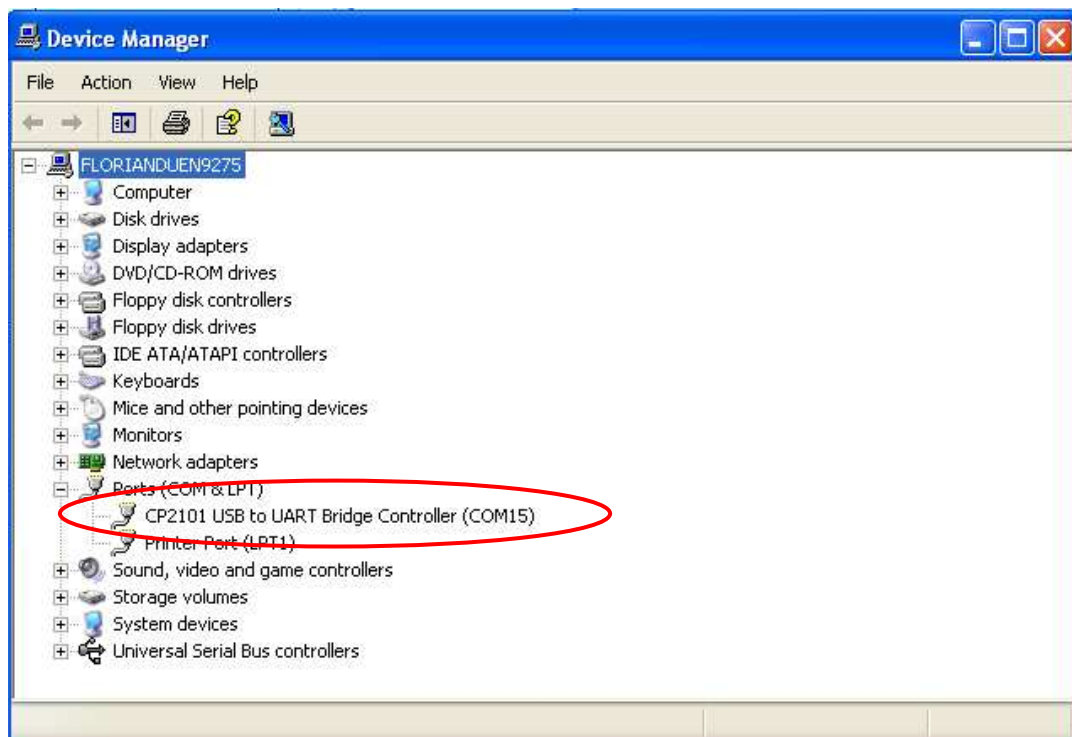 Device Manager
File Action View Help
FLORIANDUEN9275
Computer
Disk drives
Display adapters
DVD/CD-ROM drives
Floppy disk controllers
Floppy disk drives
IDE ATA/ATAPI controllers
Keyboards
Mice and other pointing devices
Monitors
Network adapters
Ports (COM & LPT)
CP2101 USB to UART Bridge Controller (COM15)
Printer Port (LPT1)
Sound, video and game controllers
Storage volumes
System devices
Universal Serial Bus controllers